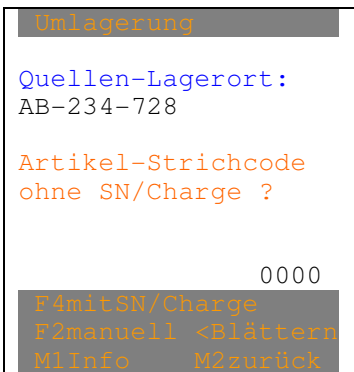 Umlagerung
Quellen-Lagerort:
AB-234-728
Artikel-Strichcode
ohne SN/Charge ?
0000
F4mitSN/Charge
F2manuell <Blättern
M1Info M2zurück